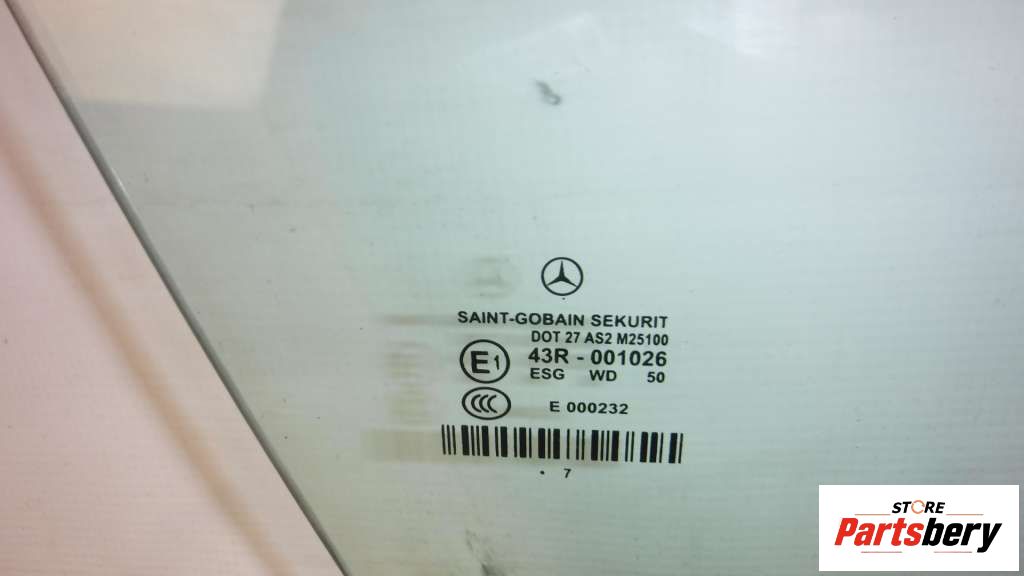 SAINT-GOBAIN SEKURIT
DOT 27 AS2 M25100
E1 43R - 001026
ESG WD 50
CCC E 000232
. 7
STORE
Partsbery